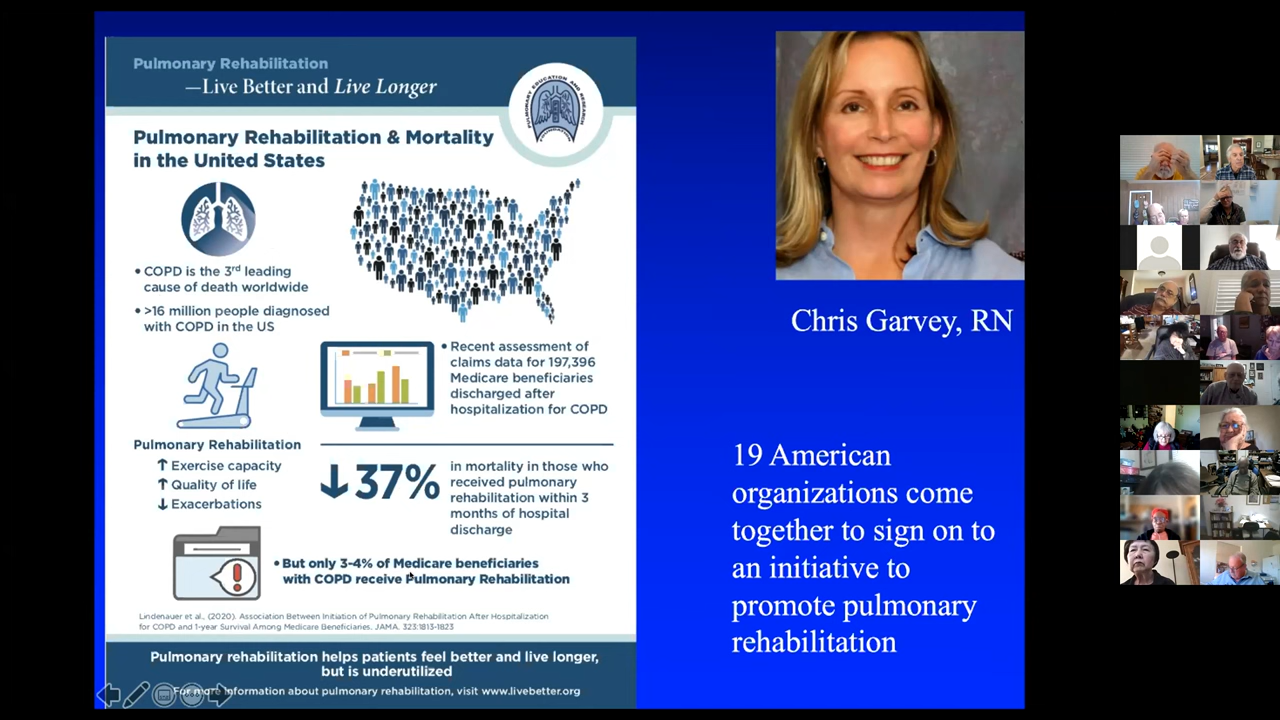 Pulmonary Rehabilitation
—Live Better and Live Longer
PULMONARY EDUCATION AND RESEARCH
Pulmonary Rehabilitation & Mortality
in the United States
• COPD is the 3rd leading
cause of death worldwide
• >16 million people diagnosed
with COPD in the US
• Recent assessment of
claims data for 197,396
Medicare beneficiaries
discharged after
hospitalization for COPD
Pulmonary Rehabilitation
↑ Exercise capacity
↑ Quality of life
↓ Exacerbations
↓37%
in mortality in those who
received pulmonary
rehabilitation within 3
months of hospital
discharge
• But only 3-4% of Medicare beneficiaries
with COPD receive Pulmonary Rehabilitation
Lindenauer et al., (2020). Association Between Initiation of Pulmonary Rehabilitation After Hospitalization
for COPD and 1-year Survival Among Medicare Beneficiaries, JAMA. 323:1813-1823
Pulmonary rehabilitation helps patients feel better and live longer,
but is underutilized
For more information about pulmonary rehabilitation, visit www.livebetter.org
Chris Garvey, RN
19 American
organizations come
together to sign on to
an initiative to
promote pulmonary
rehabilitation